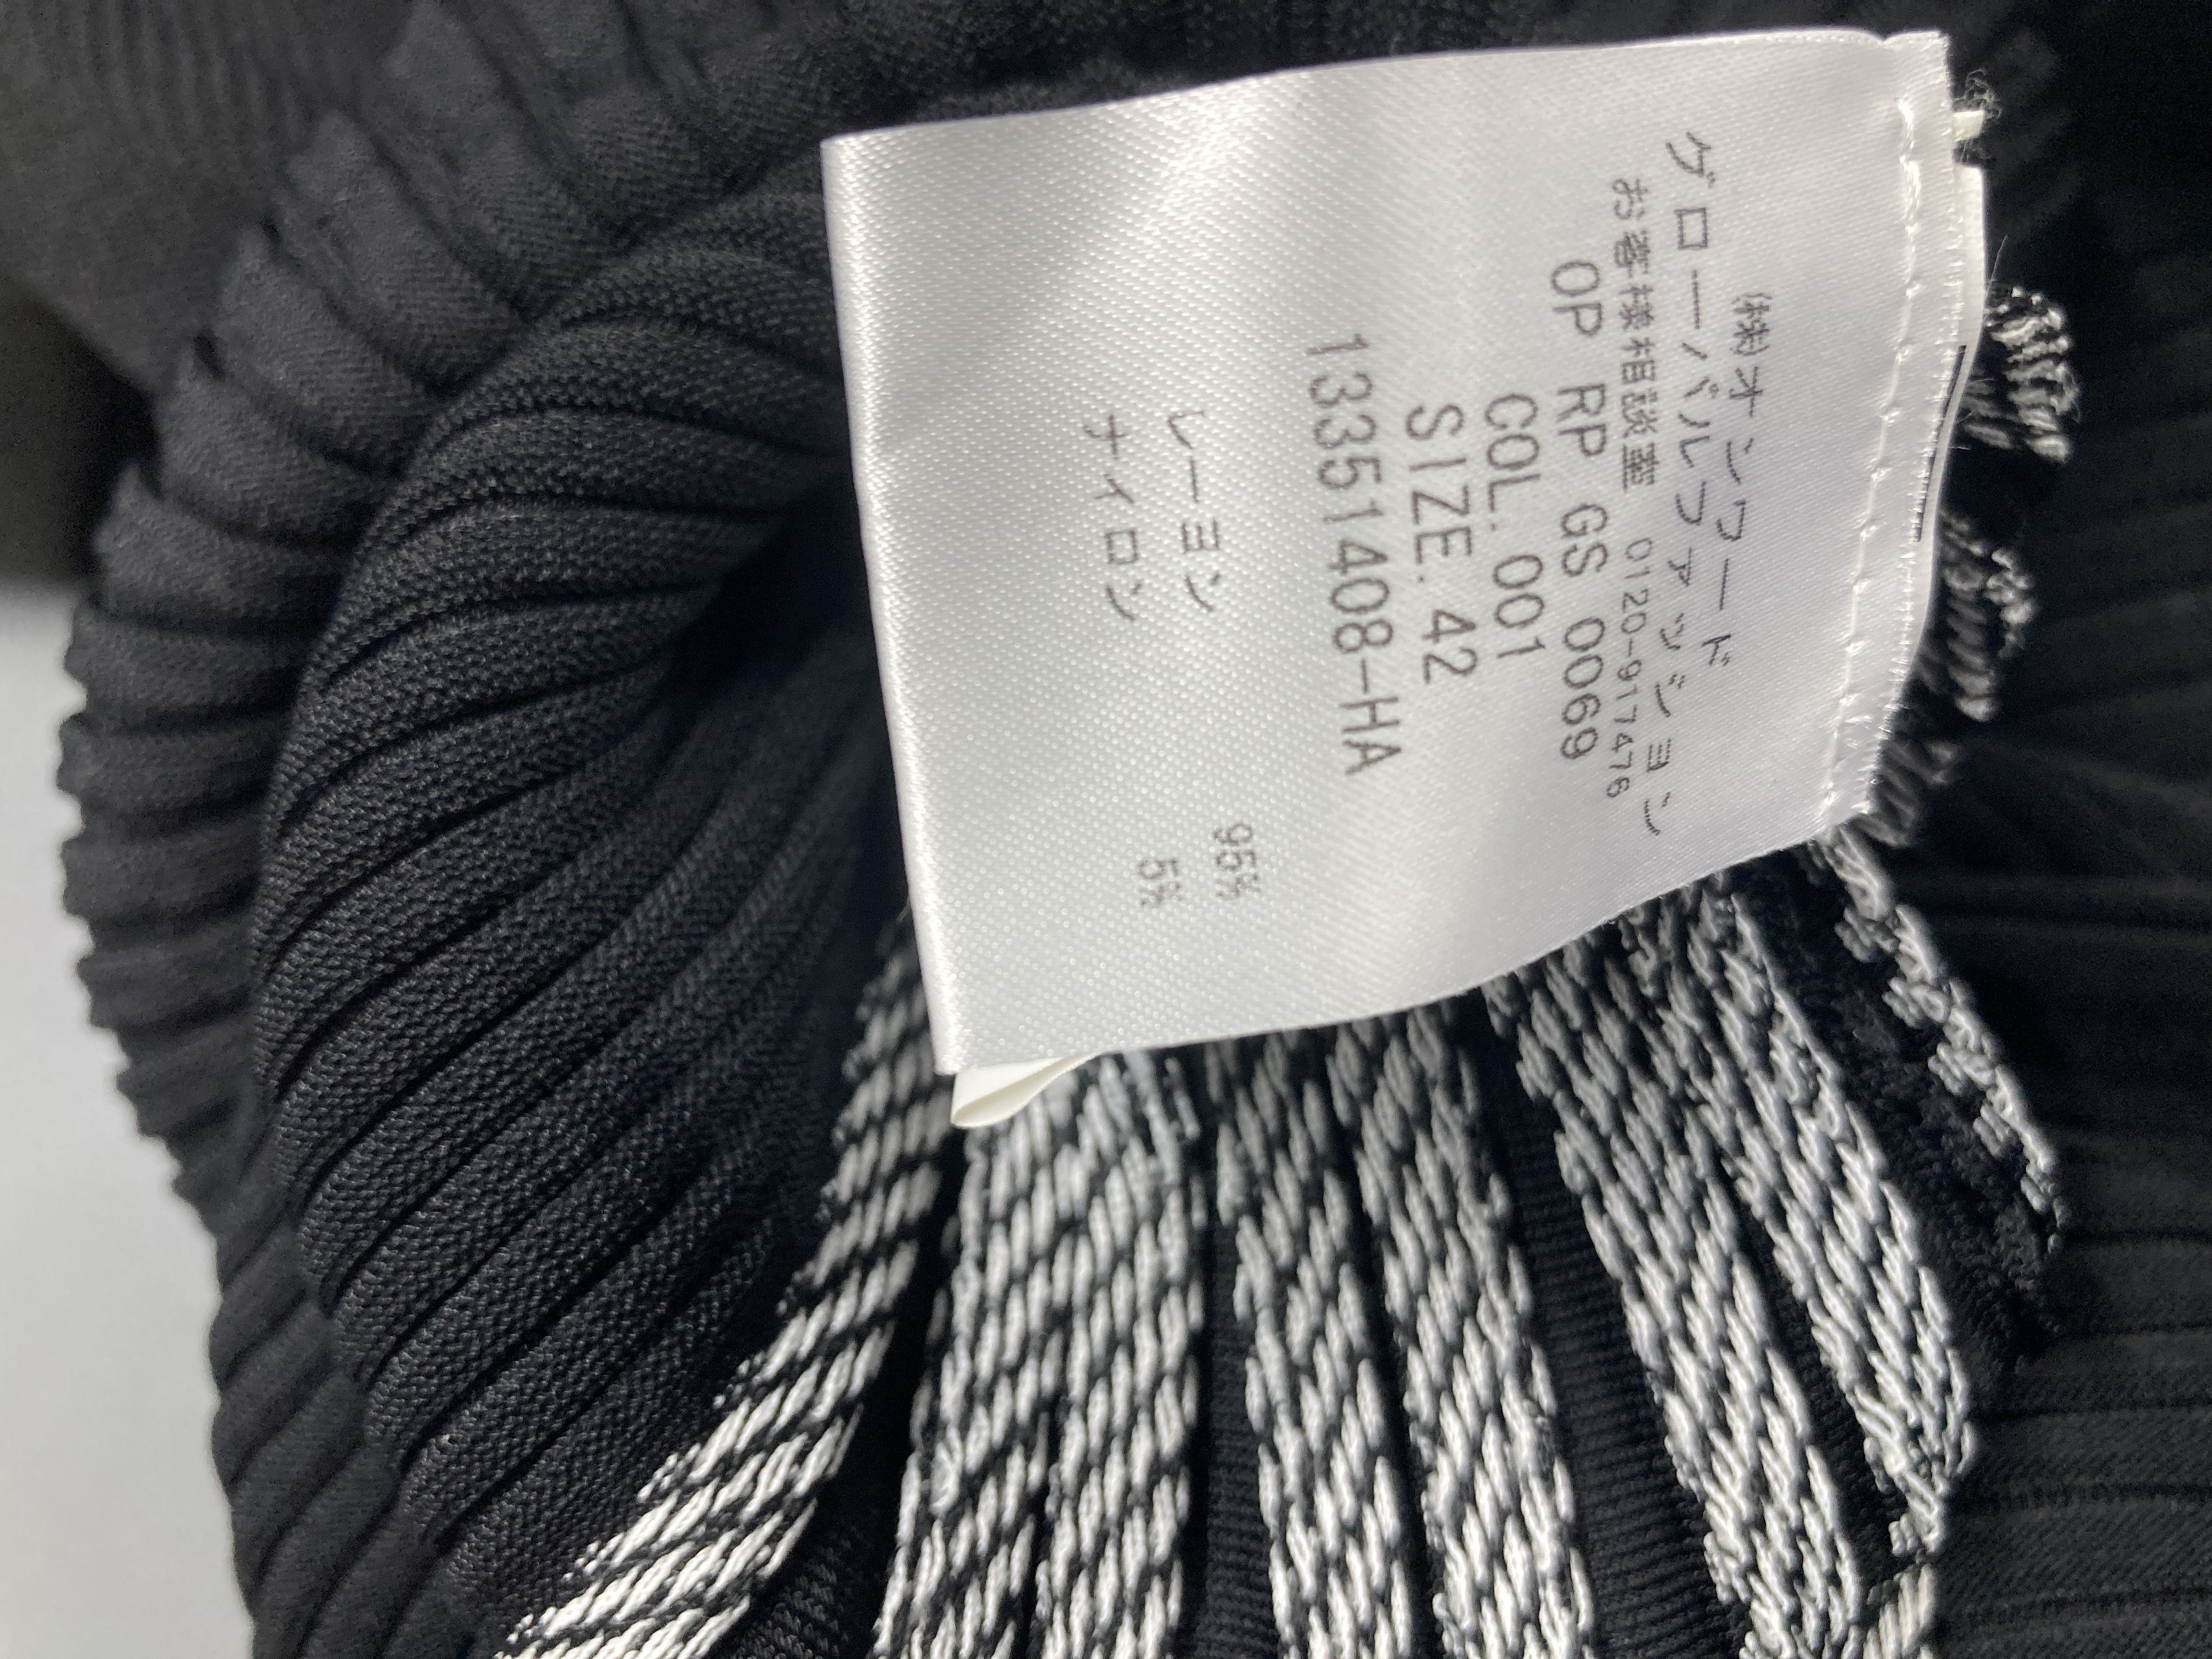 ㈱オンワード
グローバルファッション
お客様相談室 0120-917476
OP RP GS 0069
COL. 001
SIZE. 42
13351408-HA
レーヨン 95%
ナイロン 5%